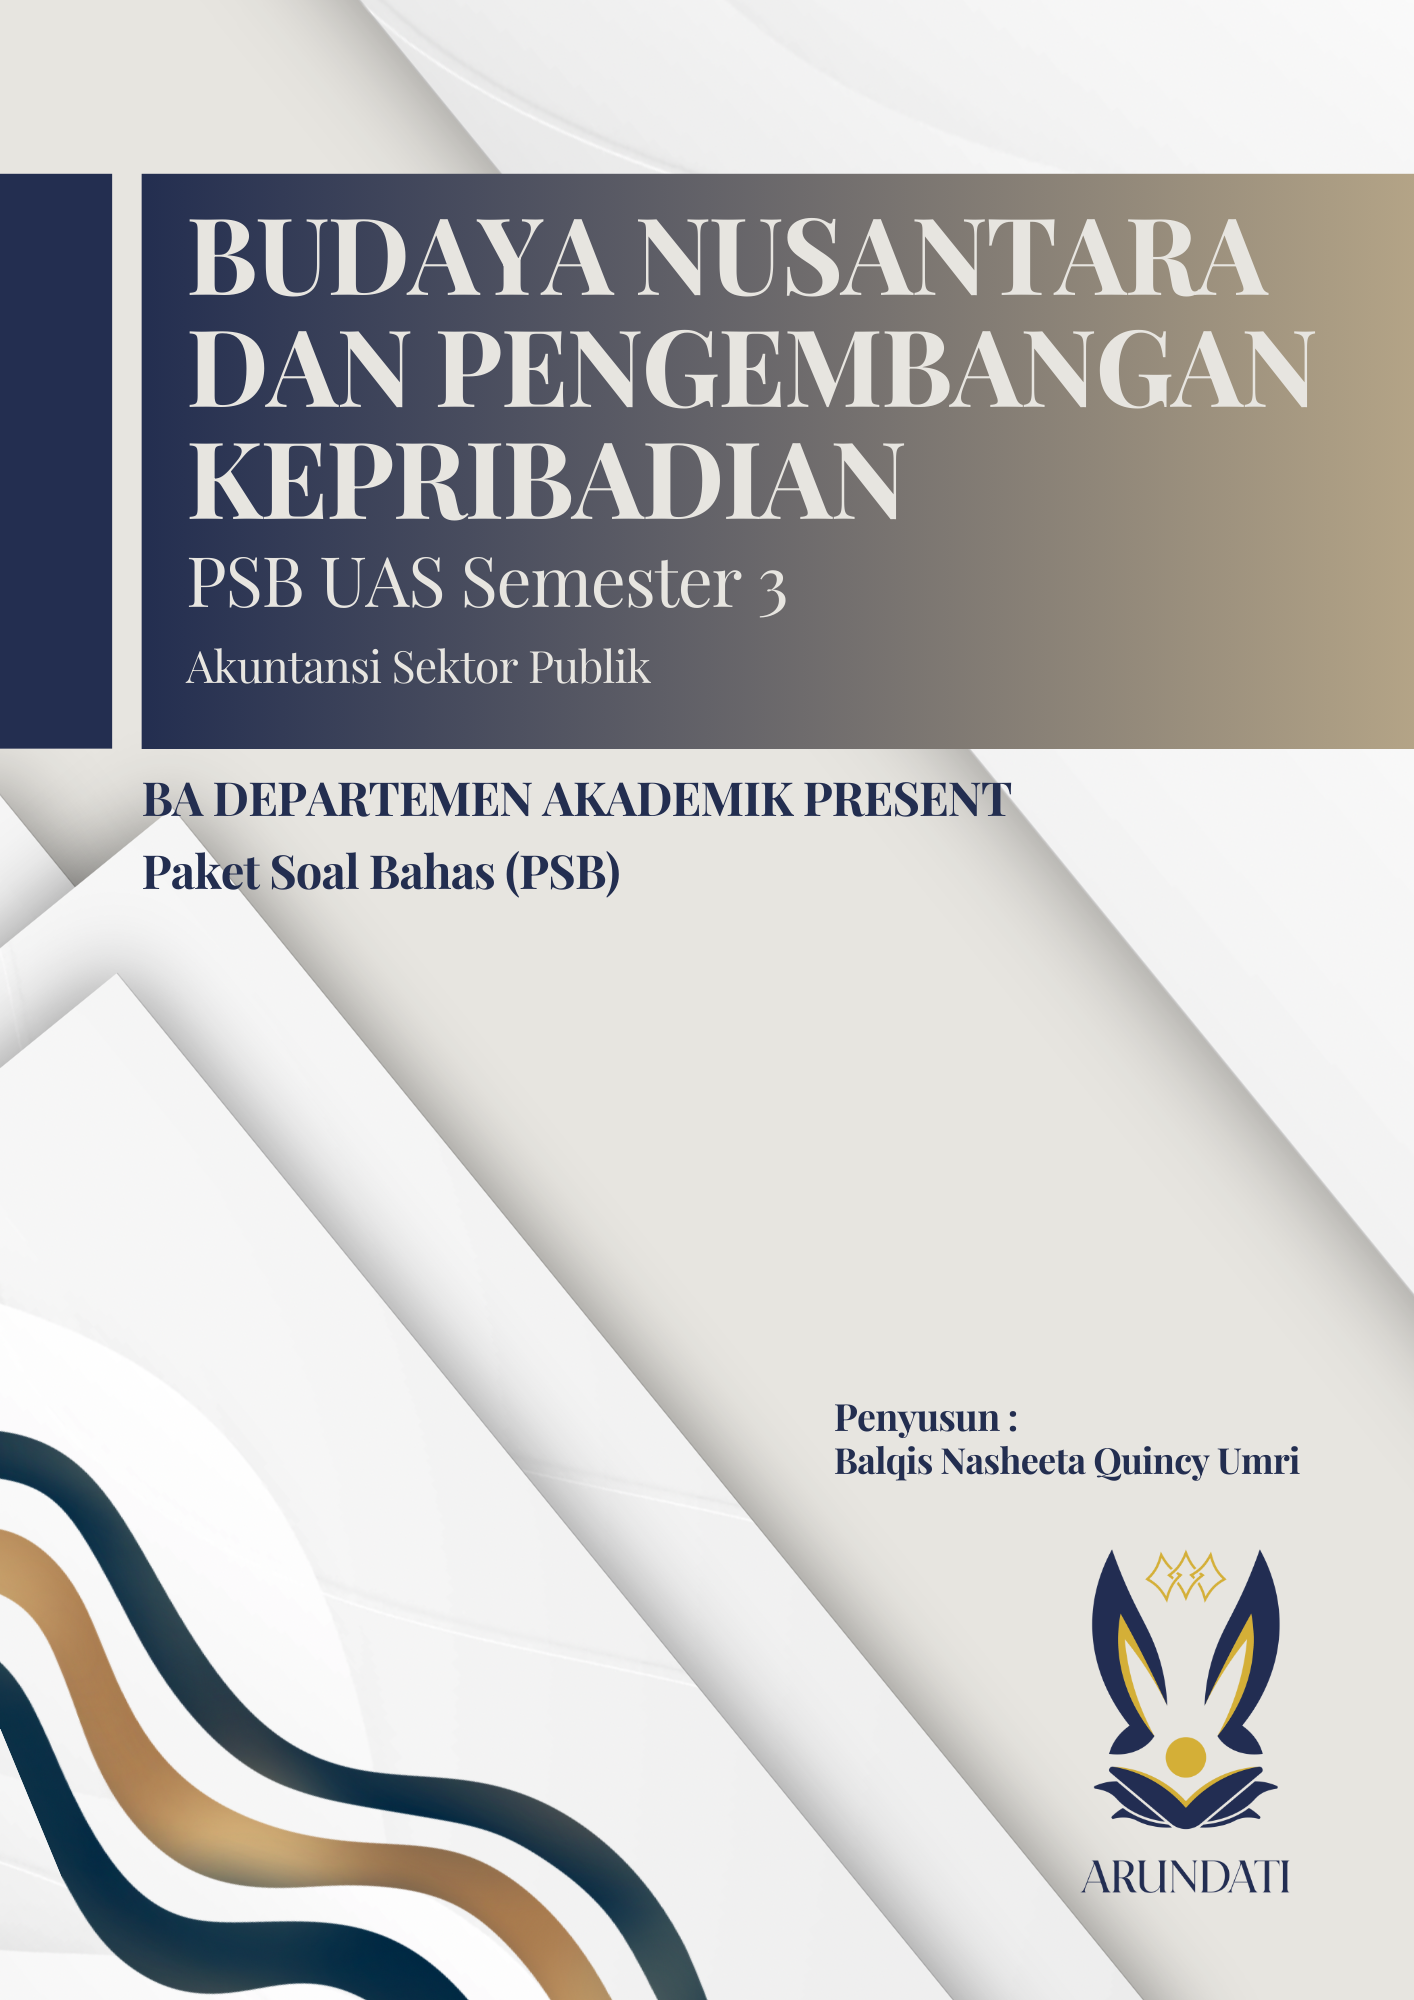 BUDAYA NUSANTARA
DAN PENGEMBANGAN
KEPRIBADIAN
PSB UAS Semester 3
Akuntansi Sektor Publik
BA DEPARTEMEN AKADEMIK PRESENT
Paket Soal Bahas (PSB)
Penyusun :
Balqis Nasheeta Quincy Umri
ARUNDATI